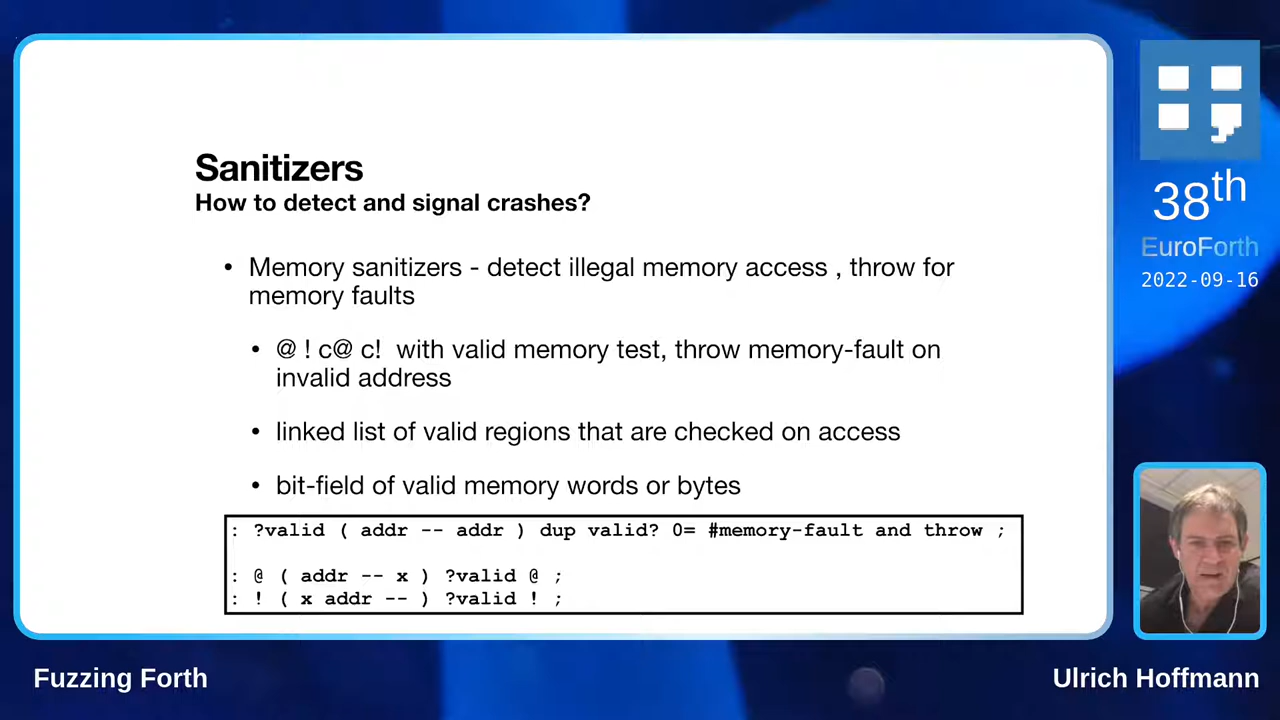 Sanitizers
How to detect and signal crashes?
• Memory sanitizers - detect illegal memory access , throw for
memory faults
• @ ! c@ c!  with valid memory test, throw memory-fault on
invalid address
• linked list of valid regions that are checked on access
• bit-field of valid memory words or bytes
: ?valid ( addr -- addr ) dup valid? 0= #memory-fault and throw ;
: @ ( addr -- x ) ?valid @ ;
: ! ( x addr -- ) ?valid ! ;
38th
EuroForth
2022-09-16
Fuzzing Forth
Ulrich Hoffmann